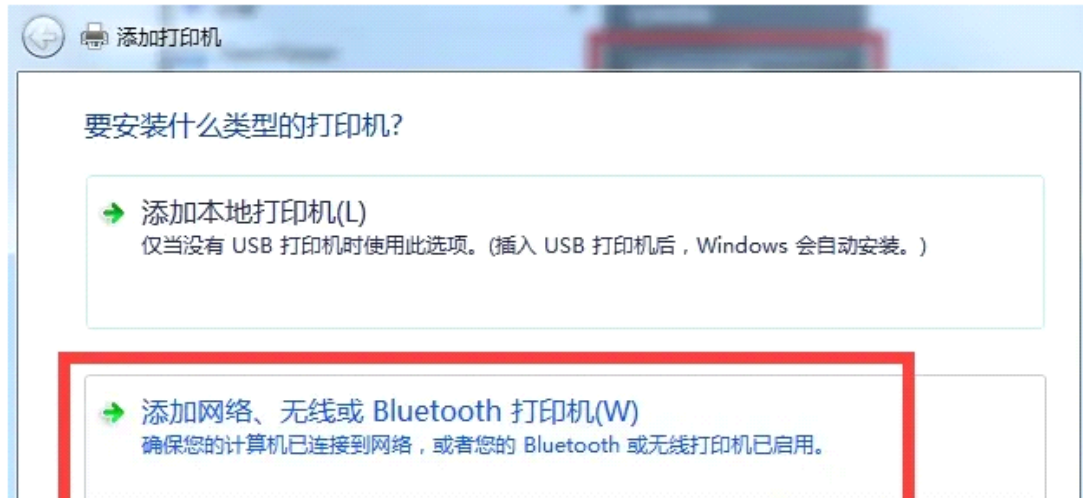 添加打印机
要安装什么类型的打印机?
添加本地打印机(L)
仅当没有 USB 打印机时使用此选项。(插入 USB 打印机后，Windows 会自动安装。)
添加网络、无线或 Bluetooth 打印机(W)
确保您的计算机已连接到网络，或者您的 Bluetooth 或无线打印机已启用。